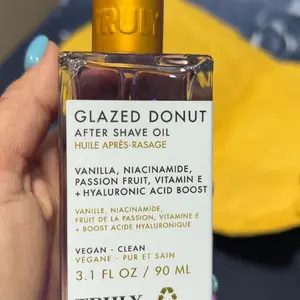 TRULY
GLAZED DONUT
AFTER SHAVE OIL
HUILE APRÈS-RASAGE
VANILLA, NIACINAMIDE,
PASSION FRUIT, VITAMIN E
+ HYALURONIC ACID BOOST
VANILLE, NIACINAMIDE,
FRUIT DE LA PASSION, VITAMINE E
+ BOOST ACIDE HYALURONIQUE
VEGAN - CLEAN
VÉGANE - PUR ET SAIN
3.1 FL OZ / 90 ML
TRULY